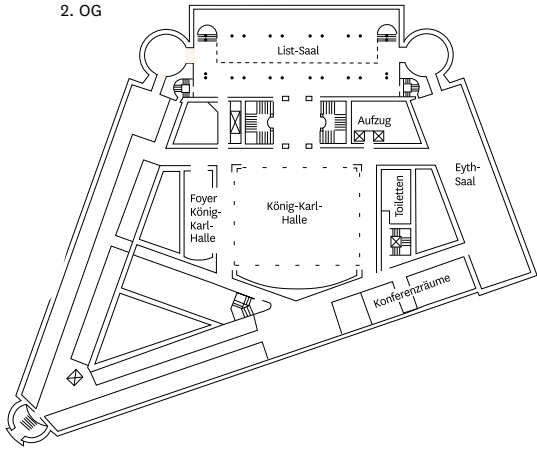 2. OG
List-Saal
Aufzug
Eyth-
Saal
Toiletten
Foyer
König-
Karl-
Halle
König-Karl-
Halle
Konferenzräume